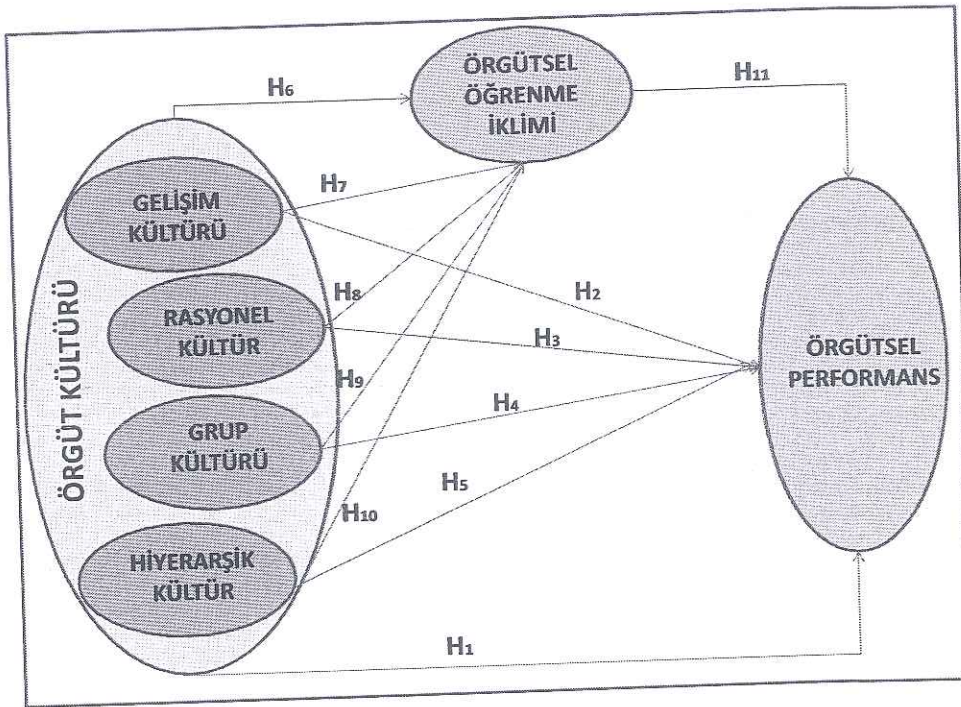 ÖRGÜTSEL
ÖĞRENME
İKLİMİ
H6
H11
H7
GELİŞİM
KÜLTÜRÜ
H8
H2
RASYONEL
KÜLTÜR
H3
ÖRGÜT KÜLTÜRÜ
ÖRGÜTSEL
PERFORMANS
H9
H4
GRUP
KÜLTÜRÜ
H5
H10
HİYERARŞİK
KÜLTÜR
H1